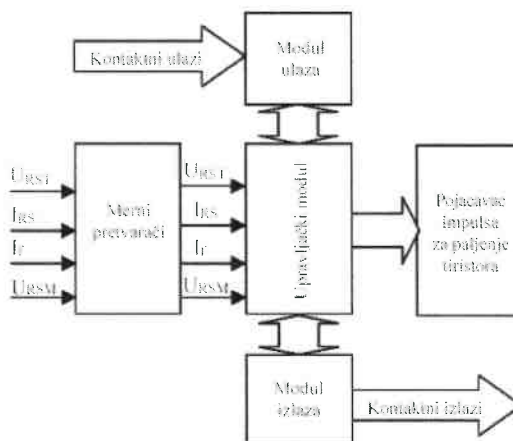 Kontaktni ulazi
Modul
ulaza
URST
IRS
If
URSM
Merni
pretvarači
URST
IRS
If
URSM
Upravljački modul
Pojačavač
impulsa
za paljenje
tiristora
Modul
izlaza
Kontaktni izlazi